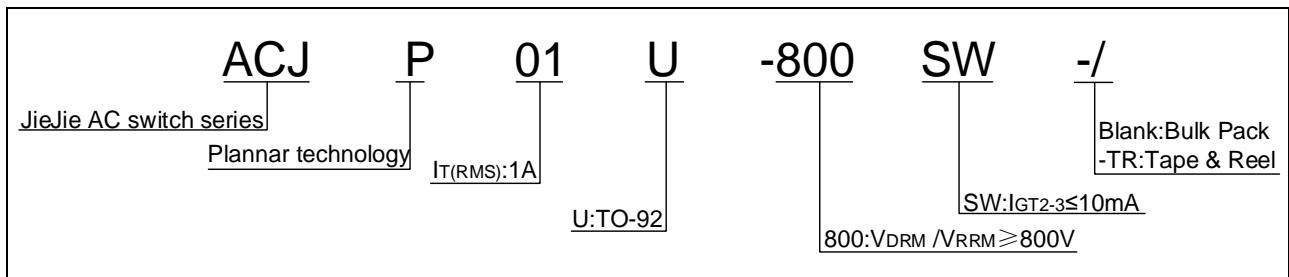 ACJ P 01 U -800 SW -/
JieJie AC switch series
Plannar technology
IT(RMS):1A
U:TO-92
800:VDRM /VRRM≥800V
SW:IGT2-3≤10mA
Blank:Bulk Pack
-TR:Tape & Reel